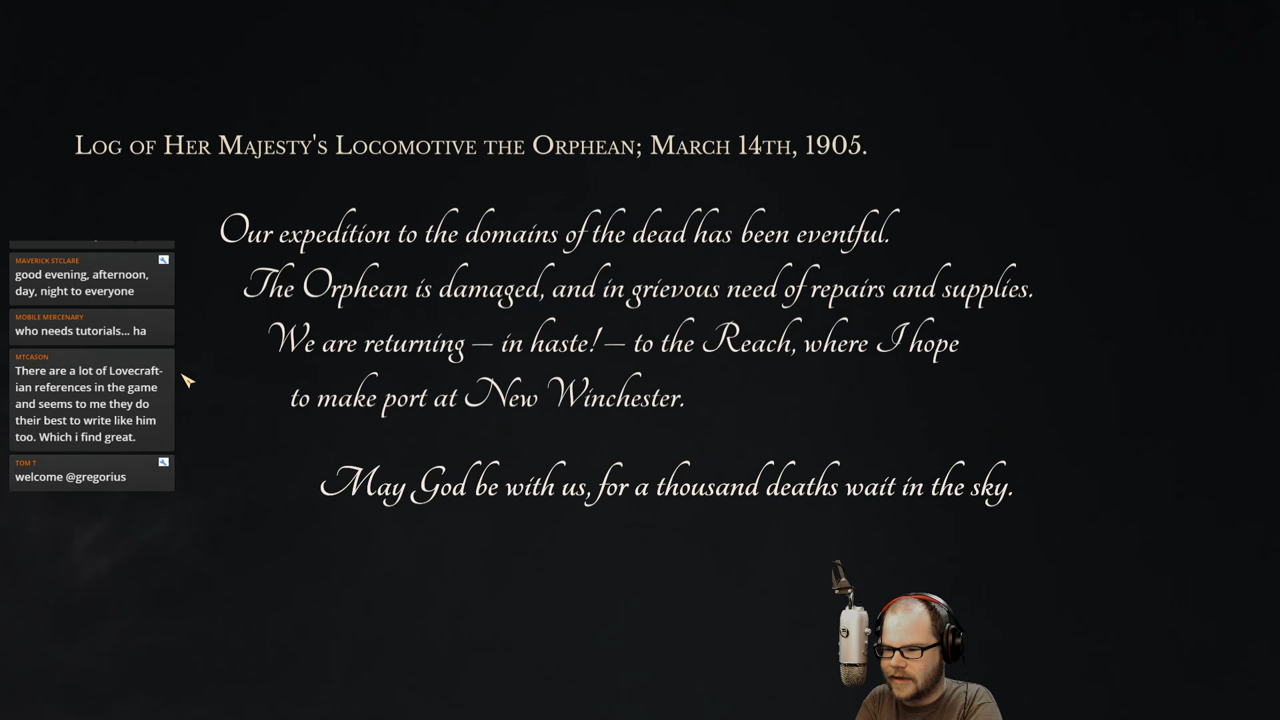 Log of Her Majesty's Locomotive the Orphean; March 14th, 1905.
Our expedition to the domains of the dead has been eventful.
The Orphean is damaged, and in grievous need of repairs and supplies.
We are returning — in haste! — to the Reach, where I hope
to make port at New Winchester.
May God be with us, for a thousand deaths wait in the sky.
MAVERICK STCLARE
good evening, afternoon,
day, night to everyone
MOBILE MERCENARY
who needs tutorials... ha
MTCASON
There are a lot of Lovecraft-
ian references in the game
and seems to me they do
their best to write like him
too. Which i find great.
TOM T
welcome @gregorius